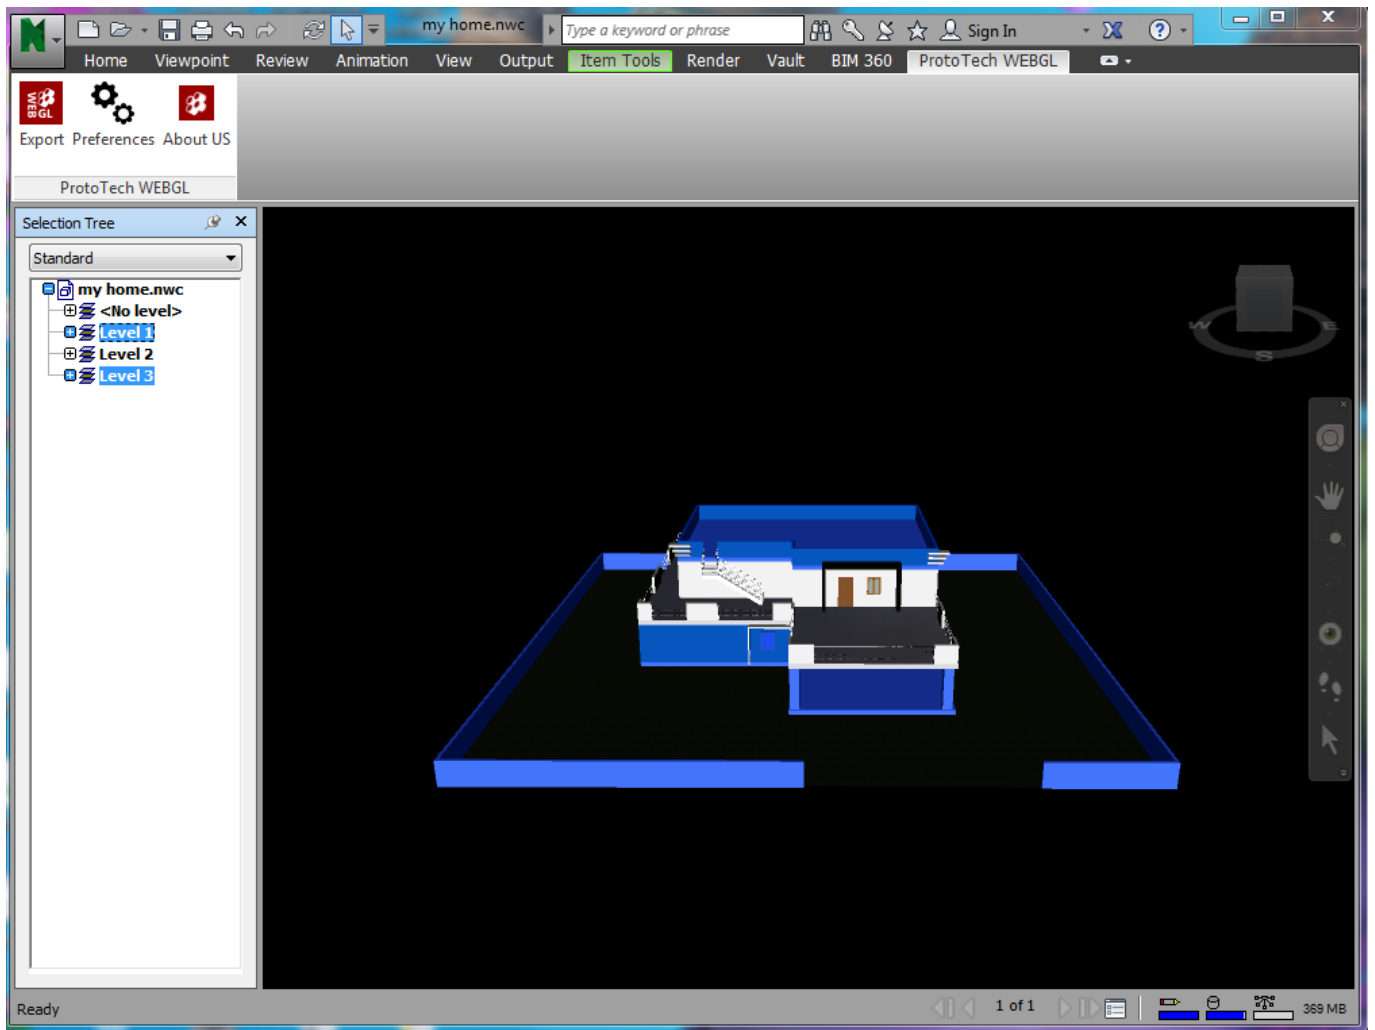 my home.nwc
Type a keyword or phrase
Sign In
Home Viewpoint Review Animation View Output Item Tools Render Vault BIM 360 ProtoTech WEBGL
WEB
GL
Export Preferences About US
ProtoTech WEBGL
Selection Tree
Standard
my home.nwc
<No level>
Level 1
Level 2
Level 3
W E
S
Ready
1 of 1
369 MB